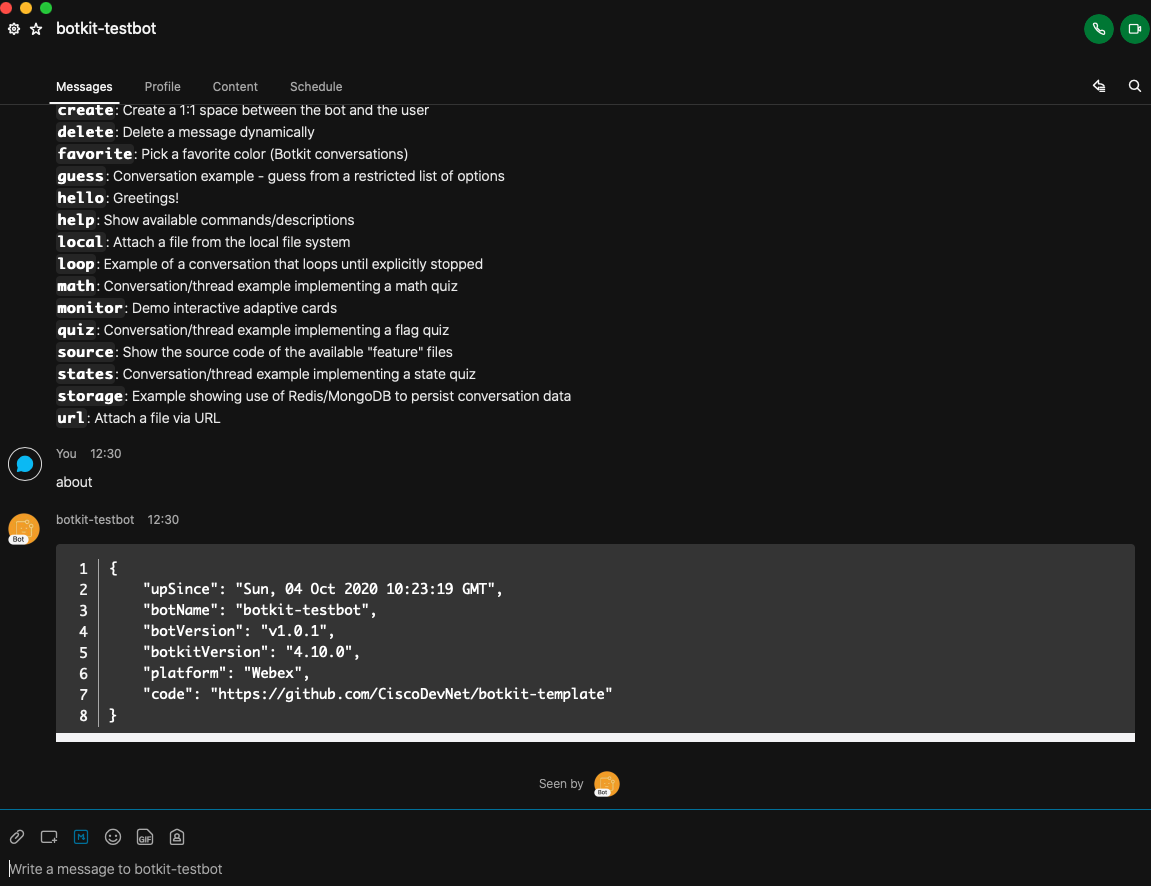 botkit-testbot
Messages Profile Content Schedule
create: Create a 1:1 space between the bot and the user
delete: Delete a message dynamically
favorite: Pick a favorite color (Botkit conversations)
guess: Conversation example - guess from a restricted list of options
hello: Greetings!
help: Show available commands/descriptions
local: Attach a file from the local file system
loop: Example of a conversation that loops until explicitly stopped
math: Conversation/thread example implementing a math quiz
monitor: Demo interactive adaptive cards
quiz: Conversation/thread example implementing a flag quiz
source: Show the source code of the available "feature" files
states: Conversation/thread example implementing a state quiz
storage: Example showing use of Redis/MongoDB to persist conversation data
url: Attach a file via URL
You 12:30
about
botkit-testbot 12:30
Bot
1 {
2 "upSince": "Sun, 04 Oct 2020 10:23:19 GMT",
3 "botName": "botkit-testbot",
4 "botVersion": "v1.0.1",
5 "botkitVersion": "4.10.0",
6 "platform": "Webex",
7 "code": "https://github.com/CiscoDevNet/botkit-template"
8 }
Seen by
Bot
M GIF
Write a message to botkit-testbot